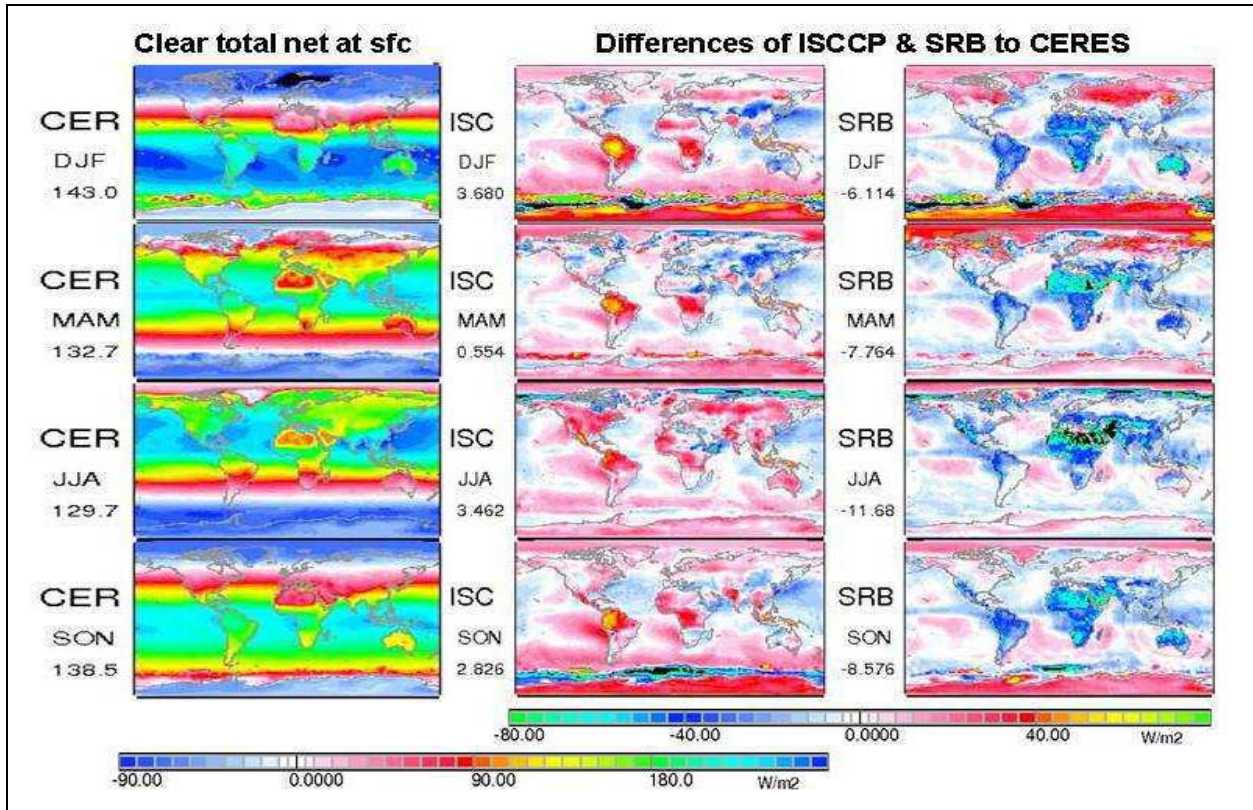 Clear total net at sfc
Differences of ISCCP & SRB to CERES
CER
DJF
143.0
ISC
DJF
3.680
SRB
DJF
-6.114
CER
MAM
132.7
ISC
MAM
0.554
SRB
MAM
-7.764
CER
JJA
129.7
ISC
JJA
3.462
SRB
JJA
-11.68
CER
SON
138.5
ISC
SON
2.826
SRB
SON
-8.576
-80.00 -40.00 0.0000 40.00 W/m2
-90.00 0.0000 90.00 180.0 W/m2